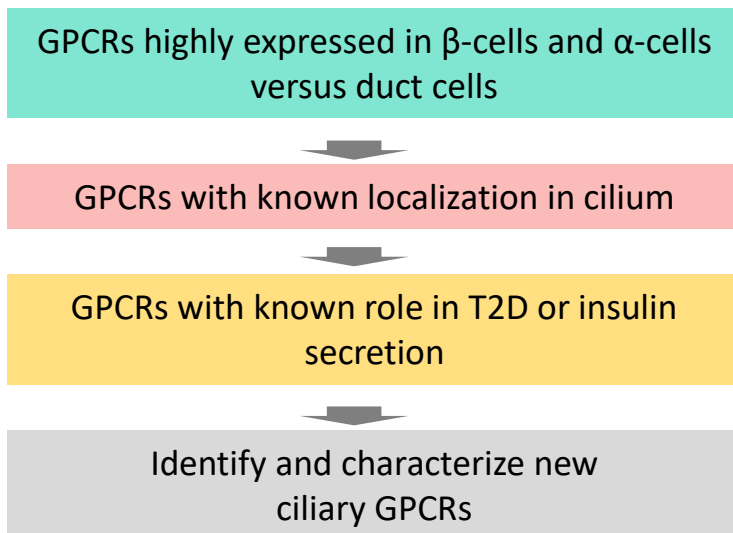 GPCRs highly expressed in β-cells and α-cells
versus duct cells
GPCRs with known localization in cilium
GPCRs with known role in T2D or insulin
secretion
Identify and characterize new
ciliary GPCRs